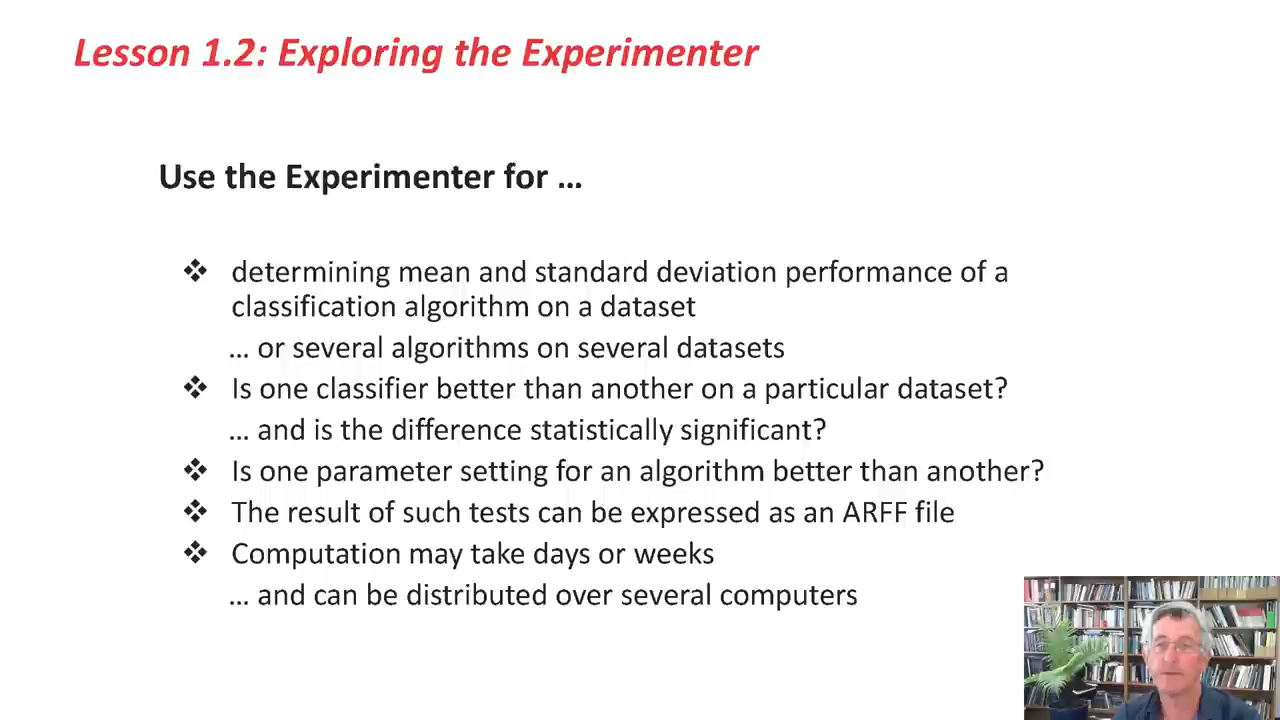 Lesson 1.2: Exploring the Experimenter
Use the Experimenter for …
❖ determining mean and standard deviation performance of a
classification algorithm on a dataset
… or several algorithms on several datasets
❖ Is one classifier better than another on a particular dataset?
… and is the difference statistically significant?
❖ Is one parameter setting for an algorithm better than another?
❖ The result of such tests can be expressed as an ARFF file
❖ Computation may take days or weeks
… and can be distributed over several computers